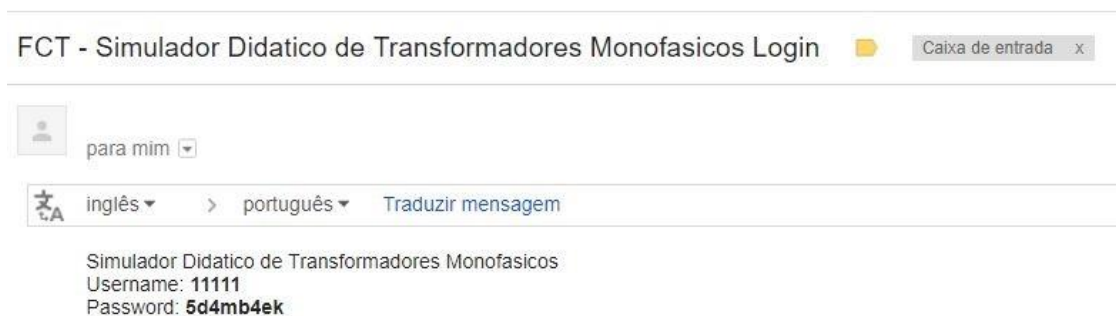 FCT - Simulador Didatico de Transformadores Monofasicos Login Caixa de entrada x
para mim
inglês > português Traduzir mensagem
Simulador Didatico de Transformadores Monofasicos
Username: 11111
Password: 5d4mb4ek